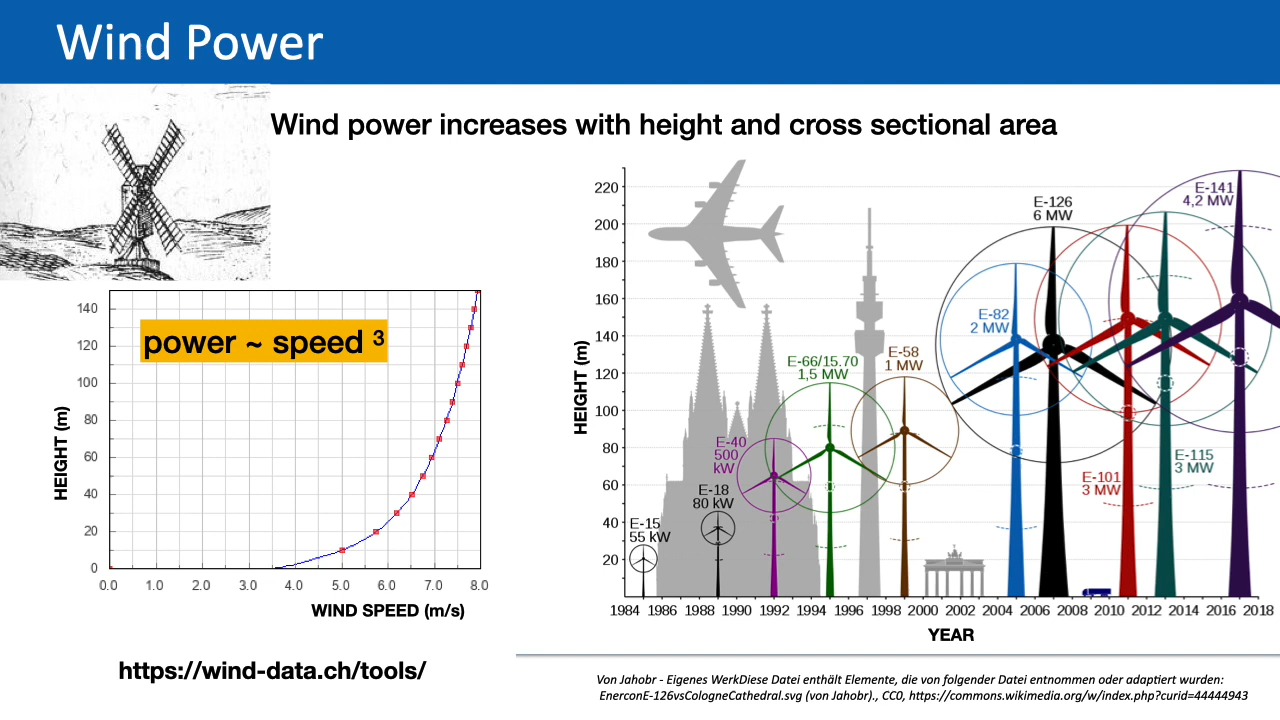 Wind Power
Wind power increases with height and cross sectional area
power ~ speed ³
HEIGHT (m)
140
120
100
80
60
40
20
0
0.0 1.0 2.0 3.0 4.0 5.0 6.0 7.0 8.0
WIND SPEED (m/s)
https://wind-data.ch/tools/
HEIGHT (m)
220
200
180
160
140
120
100
80
60
40
20
E-15
55 kW
E-18
80 kW
E-40
500
kW
E-66/15.70
1,5 MW
E-58
1 MW
E-82
2 MW
E-126
6 MW
E-101
3 MW
E-115
3 MW
E-141
4,2 MW
1984 1986 1988 1990 1992 1994 1996 1998 2000 2002 2004 2006 2008 2010 2012 2014 2016 2018
YEAR
Von Jahobr - Eigenes WerkDiese Datei enthält Elemente, die von folgender Datei entnommen oder adaptiert wurden:
EnerconE-126vsCologneCathedral.svg (von Jahobr)., CC0, https://commons.wikimedia.org/w/index.php?curid=44444943